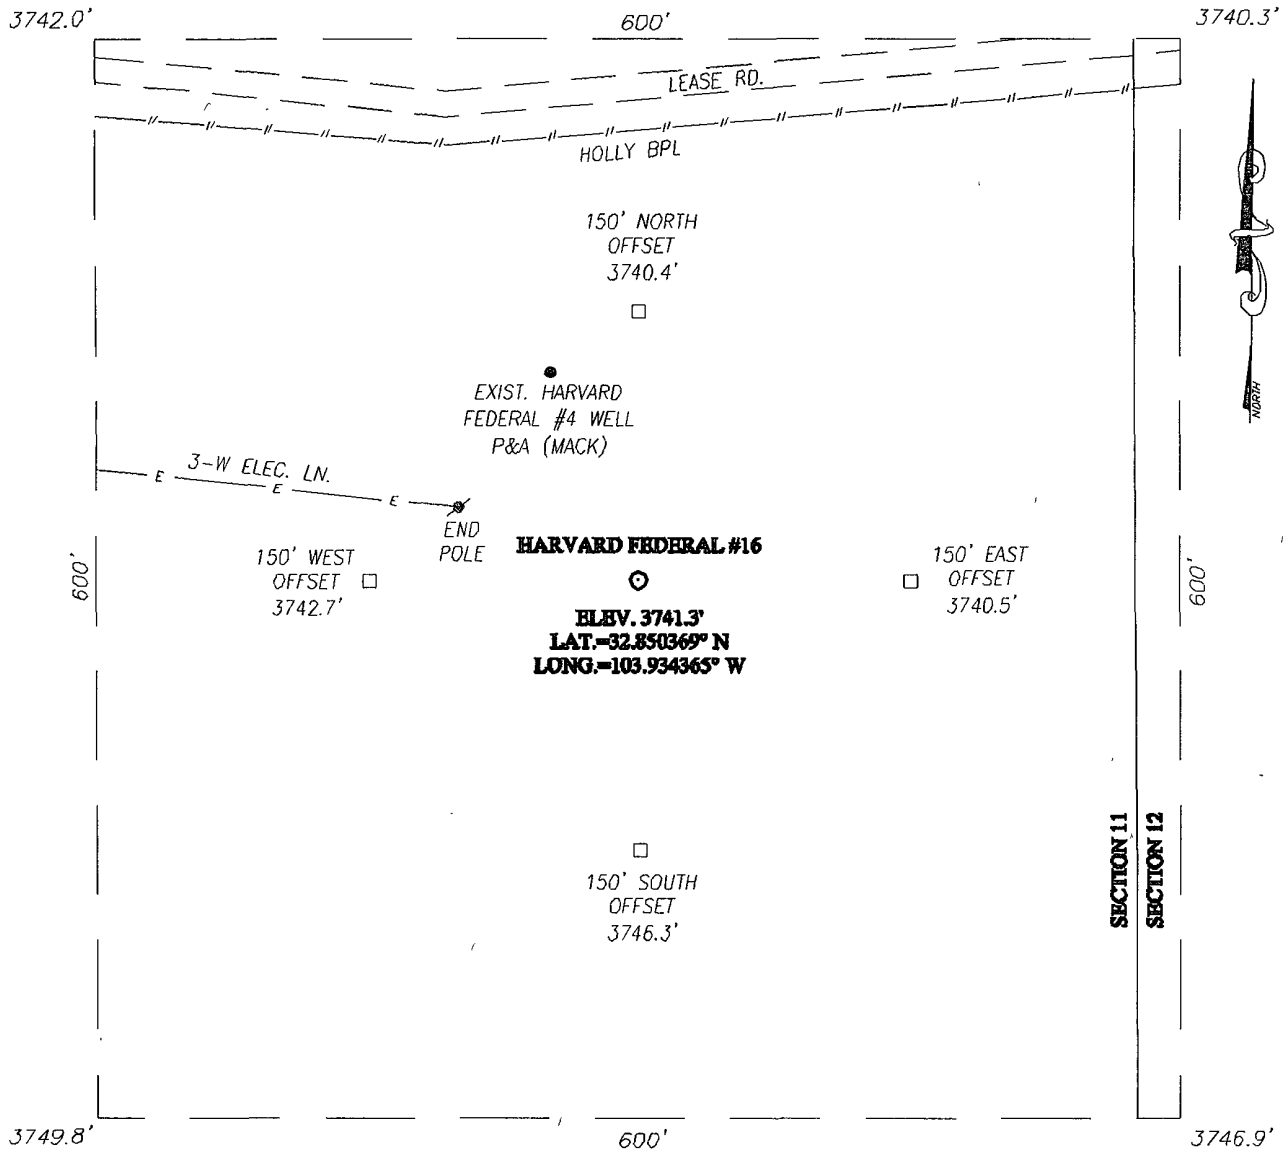 3742.0'
600'
3740.3'
LEASE RD.
HOLLY BPL
150' NORTH
OFFSET
3740.4'
NORTH
EXIST. HARVARD
FEDERAL #4 WELL
P&A (MACK)
3-W ELEC. LN.
E
E
E
END
POLE
600'
150' WEST
OFFSET
3742.7'
HARVARD FEDERAL #16
ELEV. 3741.3'
LAT.=32.850369° N
LONG.=103.934365° W
150' EAST
OFFSET
3740.5'
600'
150' SOUTH
OFFSET
3746.3'
SECTION 11
SECTION 12
3749.8'
600'
3746.9'